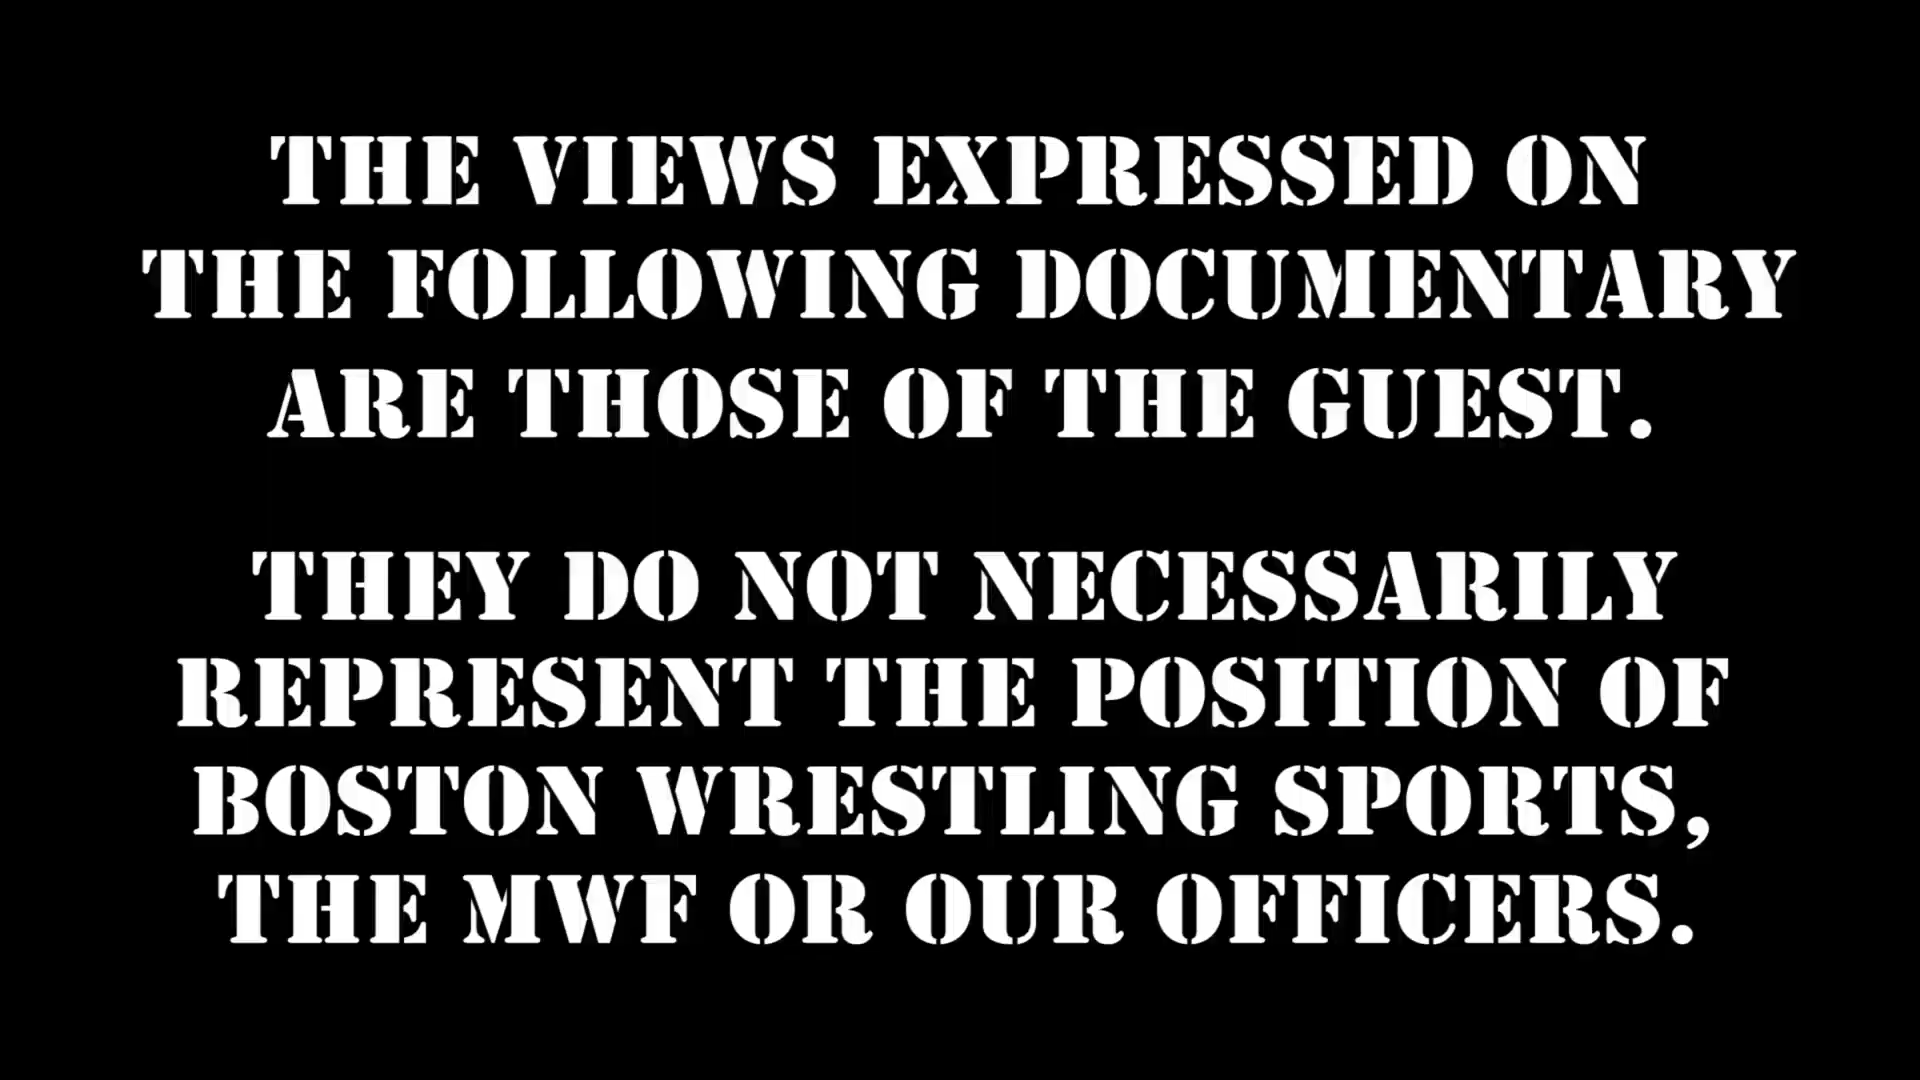 THE VIEWS EXPRESSED ON
THE FOLLOWING DOCUMENTARY
ARE THOSE OF THE GUEST.
THEY DO NOT NECESSARILY
REPRESENT THE POSITION OF
BOSTON WRESTLING SPORTS,
THE MWF OR OUR OFFICERS.